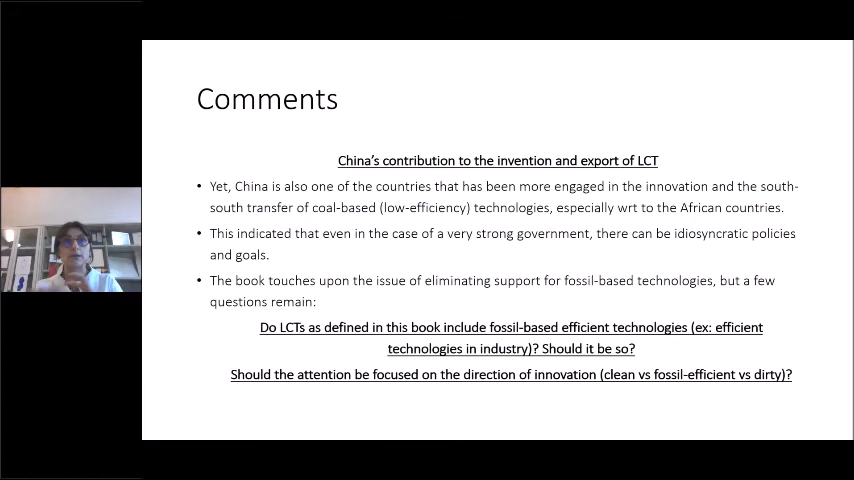 Comments
China's contribution to the invention and export of LCT
• Yet, China is also one of the countries that has been more engaged in the innovation and the south-
south transfer of coal-based (low-efficiency) technologies, especially wrt to the African countries.
• This indicated that even in the case of a very strong government, there can be idiosyncratic policies
and goals.
• The book touches upon the issue of eliminating support for fossil-based technologies, but a few
questions remain:
Do LCTs as defined in this book include fossil-based efficient technologies (ex: efficient
technologies in industry)? Should it be so?
Should the attention be focused on the direction of innovation (clean vs fossil-efficient vs dirty)?